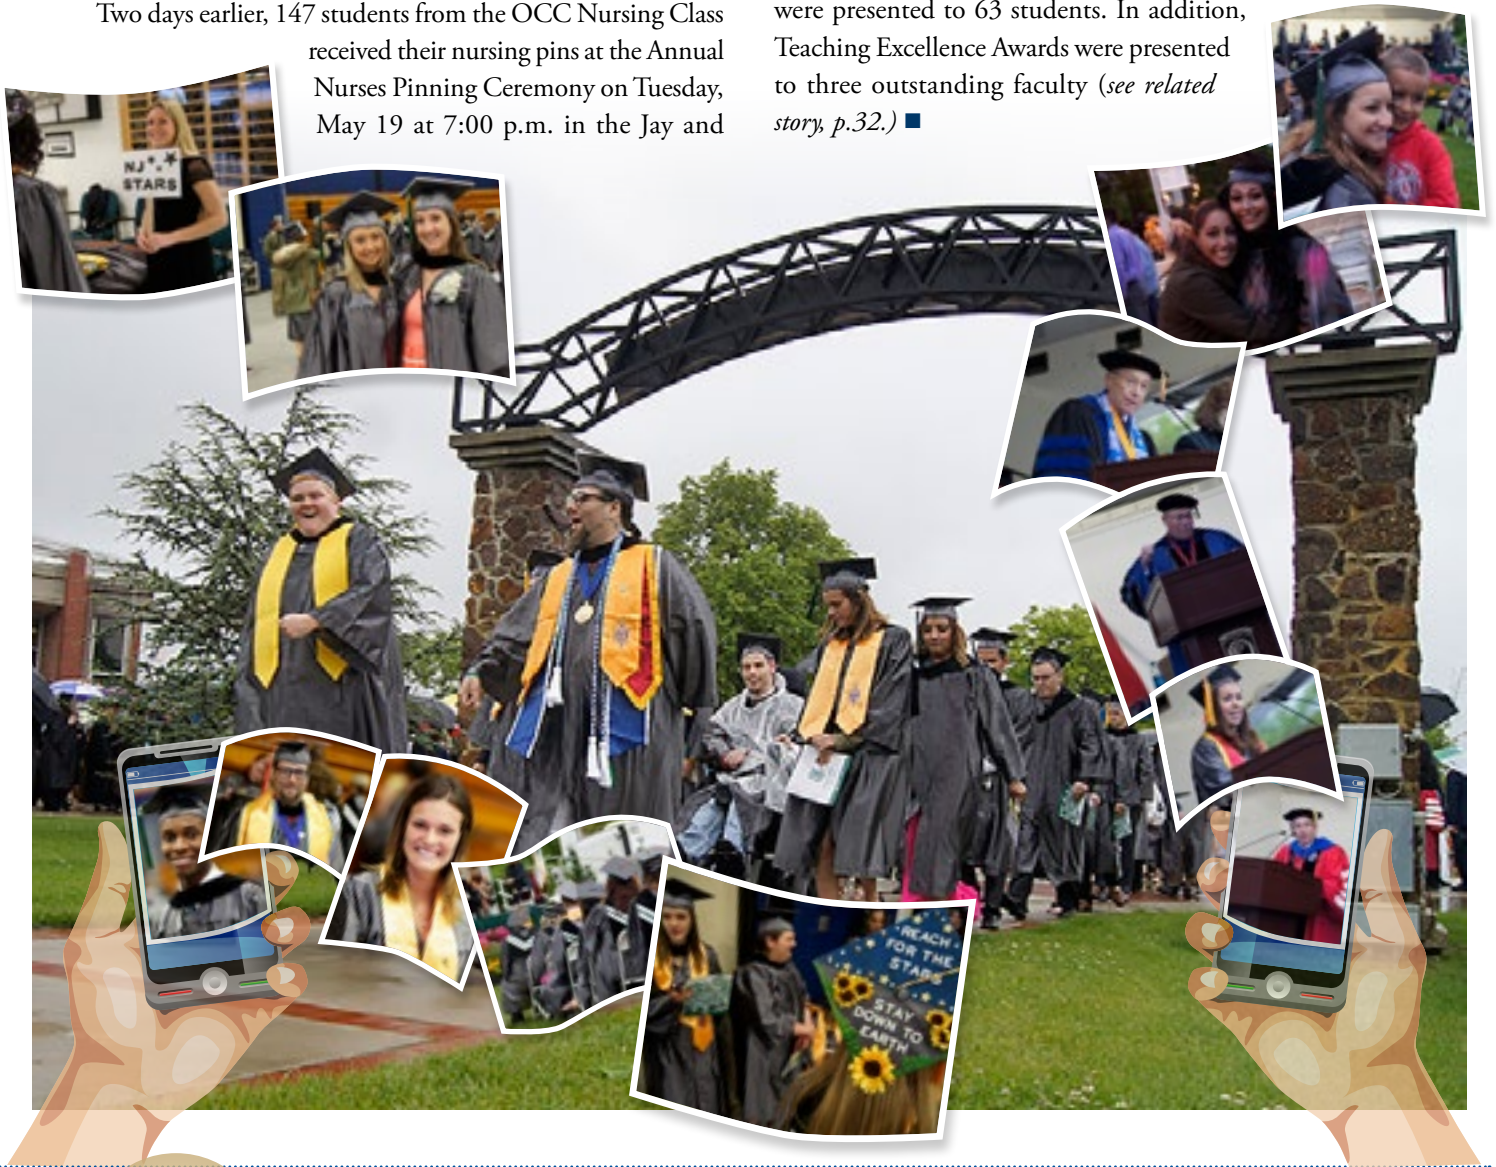 Two days earlier, 147 students from the OCC Nursing Class
received their nursing pins at the Annual
Nurses Pinning Ceremony on Tuesday,
May 19 at 7:00 p.m. in the Jay and
were presented to 63 students. In addition,
Teaching Excellence Awards were presented
to three outstanding faculty (see related
story, p.32.)
NJ
STARS
REACH
FOR THE
STARS
STAY
DOWN TO
EARTH